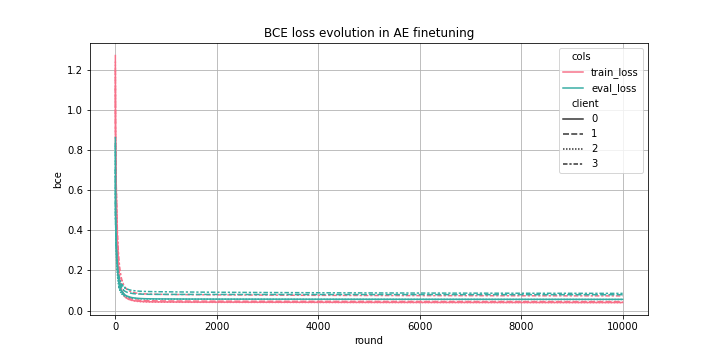 BCE loss evolution in AE finetuning
cols
train_loss
eval_loss
client
0
1
2
3
bce
1.2
1.0
0.8
0.6
0.4
0.2
0.0
0
2000
4000
6000
8000
10000
round